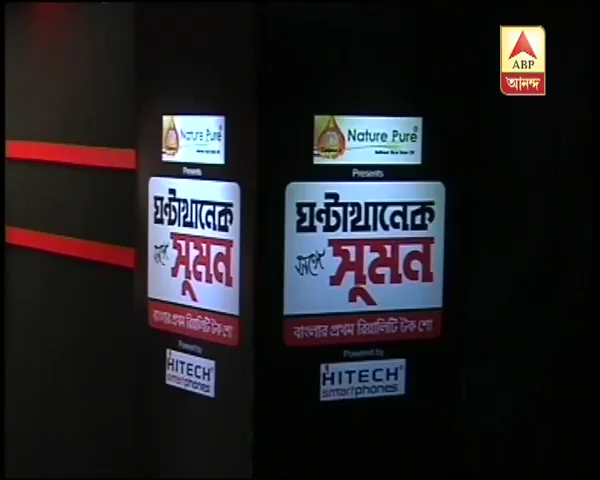 ABP
আনন্দ
Nature Pure
Presents
ঘন্টাখানেক
সঙ্গে
সুমন
বাংলার প্রথম রিয়ালিটি টক শো
Powered by
HITECH
smartphones
Nature Pure
Presents
ঘন্টাখানেক
সঙ্গে
সুমন
বাংলার প্রথম রিয়ালিটি টক শো
Powered by
HITECH
smartphones